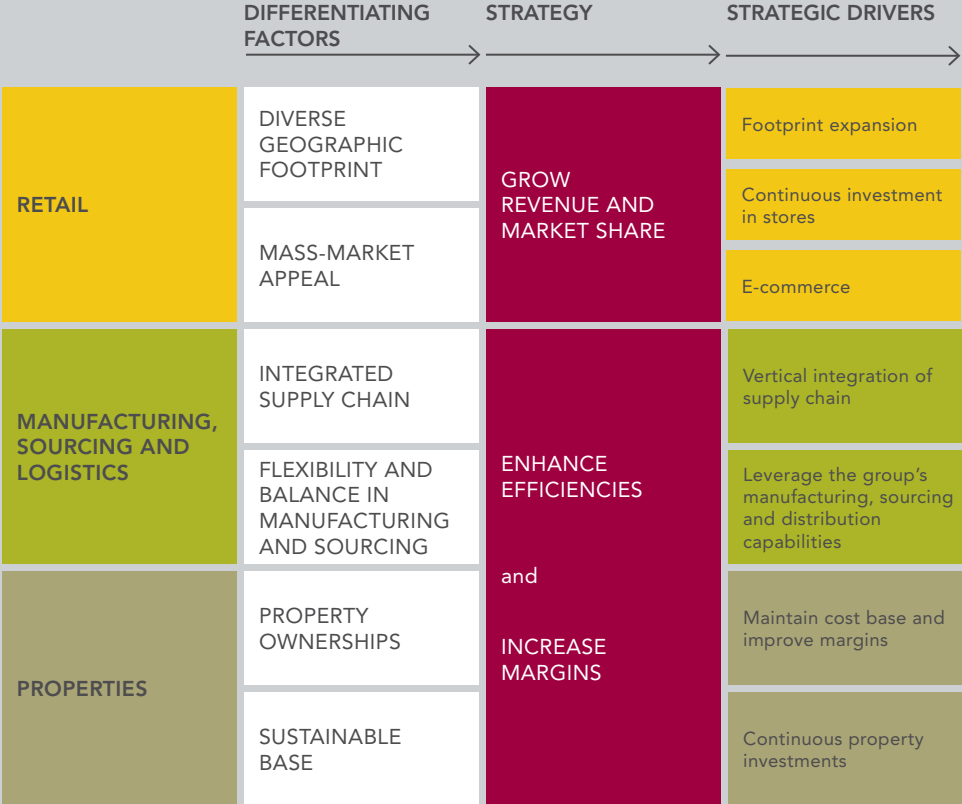 DIFFERENTIATING
FACTORS
STRATEGY
STRATEGIC DRIVERS
RETAIL
DIVERSE
GEOGRAPHIC
FOOTPRINT
MASS-MARKET
APPEAL
GROW
REVENUE AND
MARKET SHARE
Footprint expansion
Continuous investment
in stores
E-commerce
MANUFACTURING,
SOURCING AND
LOGISTICS
INTEGRATED
SUPPLY CHAIN
FLEXIBILITY AND
BALANCE IN
MANUFACTURING
AND SOURCING
ENHANCE
EFFICIENCIES
and
INCREASE
MARGINS
Vertical integration of
supply chain
Leverage the group's
manufacturing, sourcing
and distribution
capabilities
PROPERTIES
PROPERTY
OWNERSHIPS
SUSTAINABLE
BASE
Maintain cost base and
improve margins
Continuous property
investments